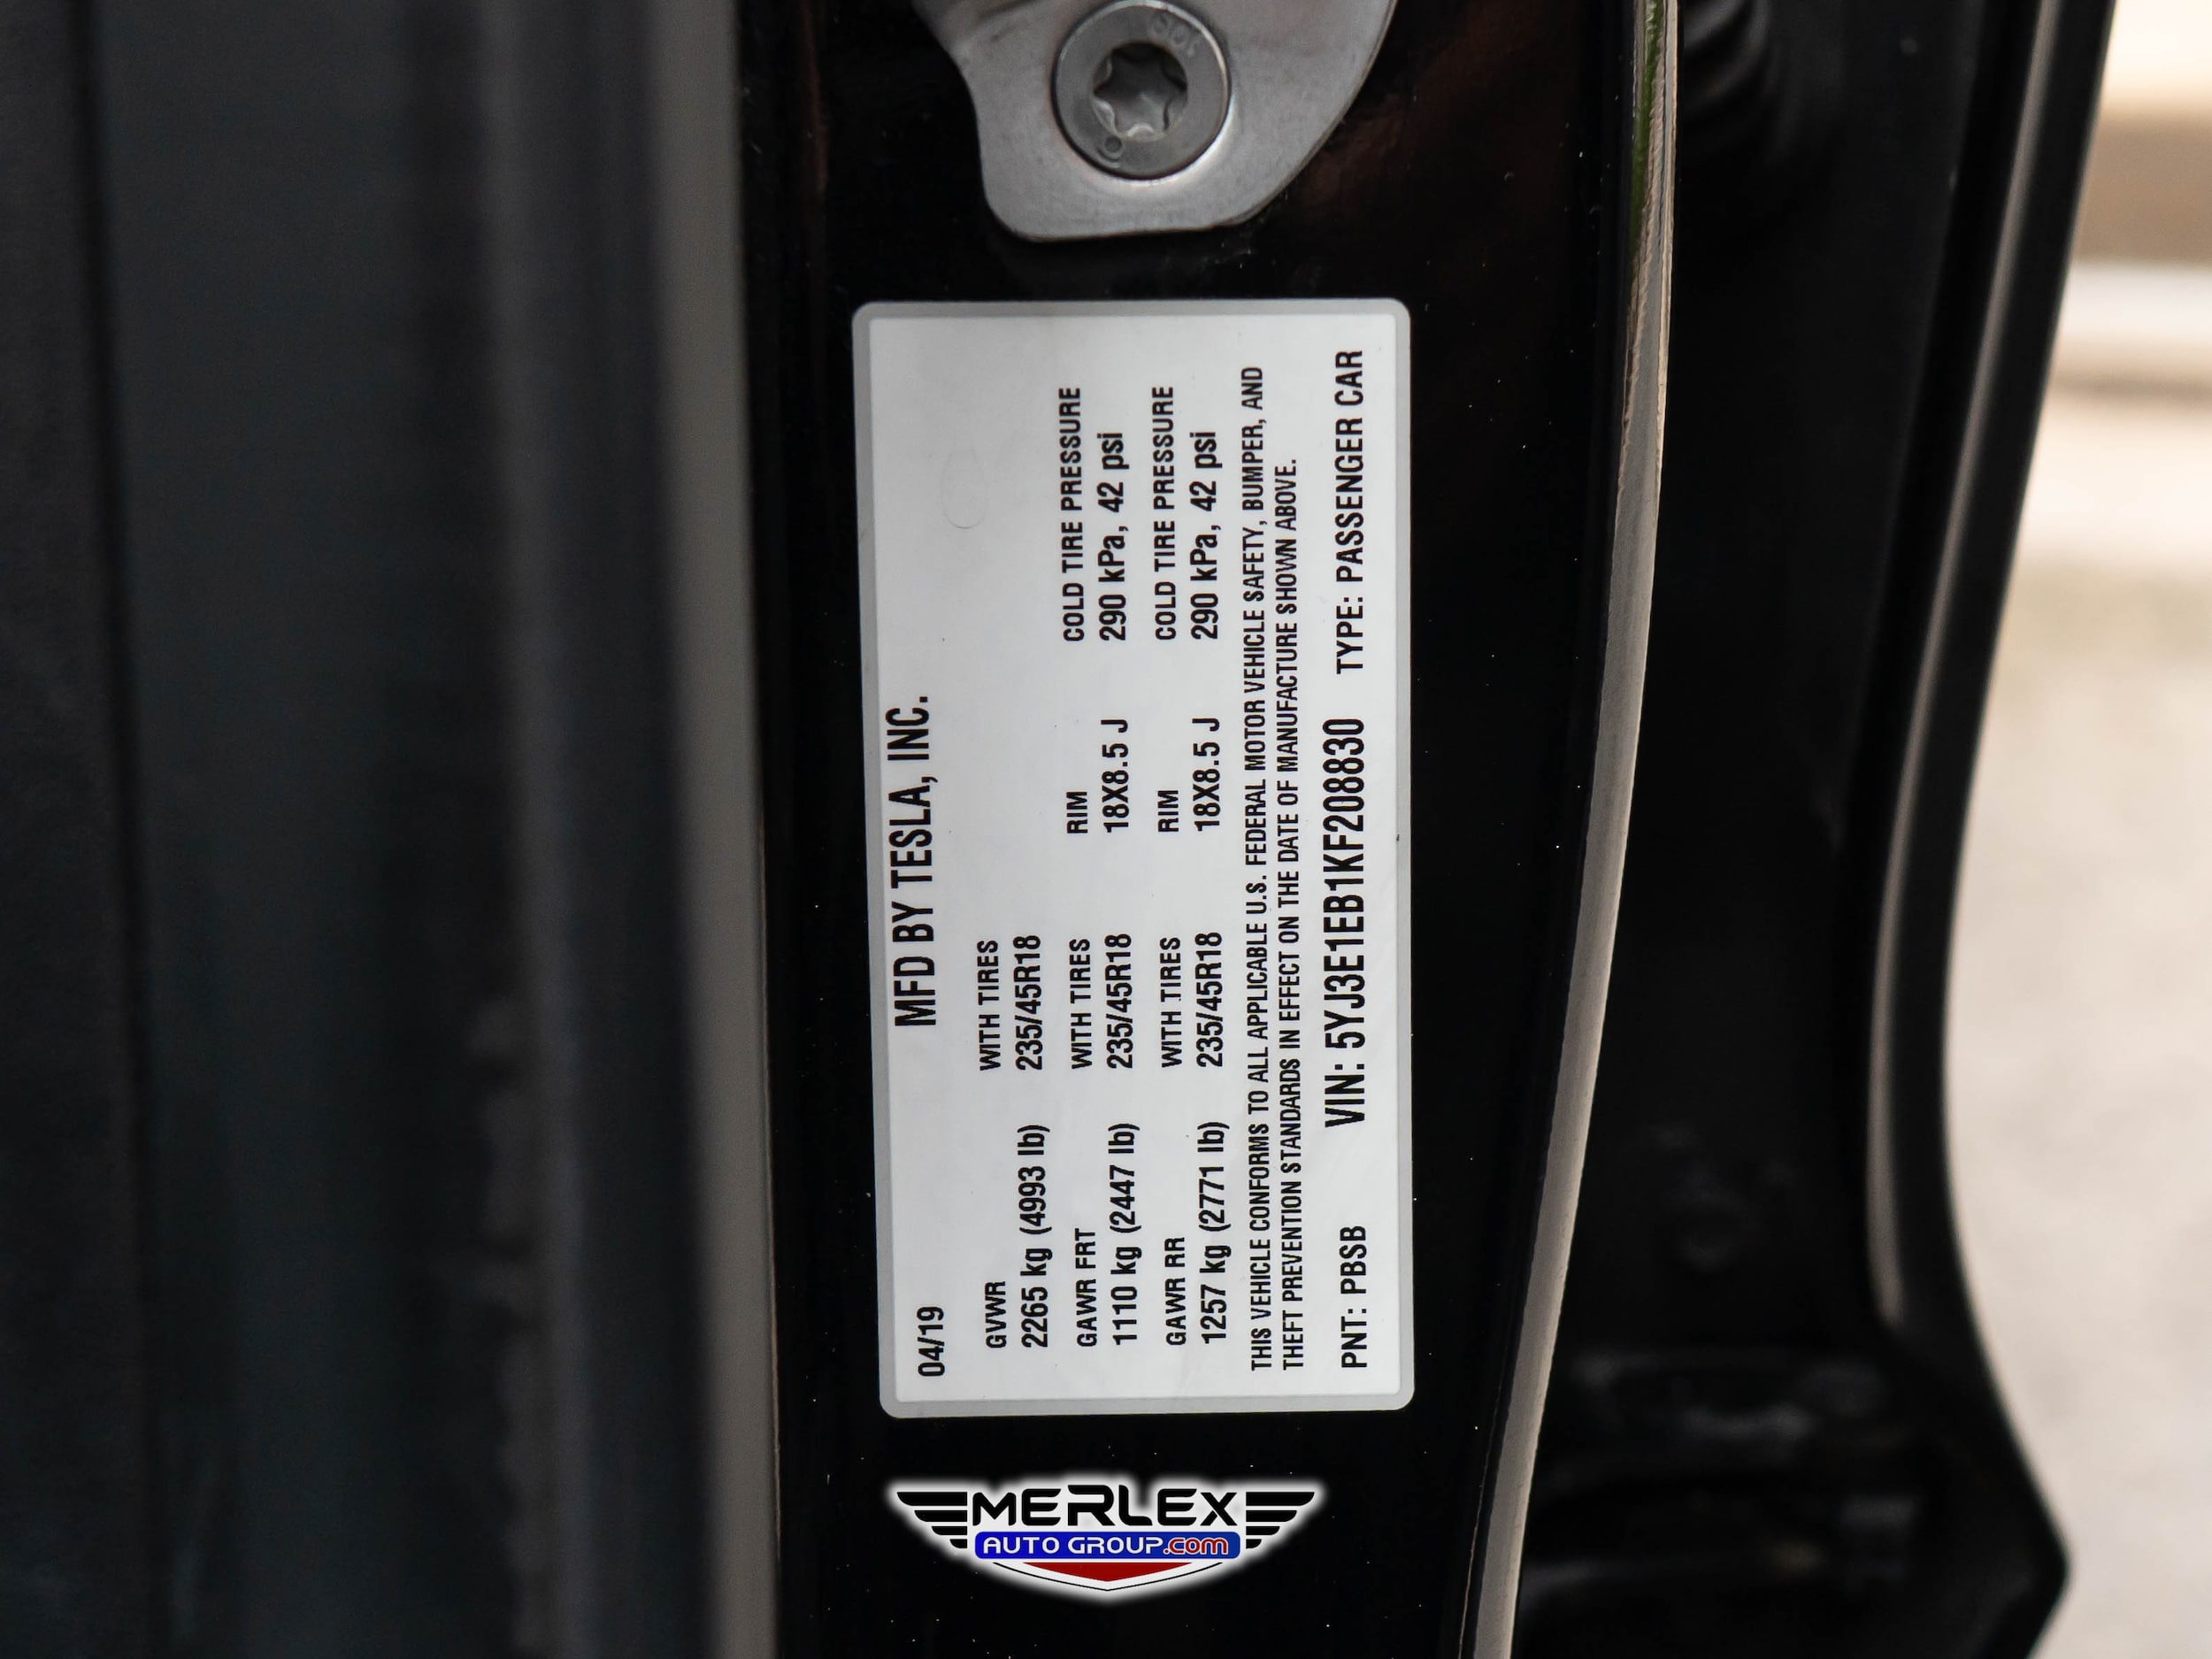 04/19
MFD BY TESLA, INC.
GVWR
WITH TIRES
2265 kg (4993 lb)
235/45R18
GAWR FRT
WITH TIRES
RIM
COLD TIRE PRESSURE
1110 kg (2447 lb)
235/45R18
18X8.5 J
290 kPa, 42 psi
GAWR RR
WITH TIRES
RIM
COLD TIRE PRESSURE
1257 kg (2771 lb)
235/45R18
18X8.5 J
290 kPa, 42 psi
THIS VEHICLE CONFORMS TO ALL APPLICABLE U.S. FEDERAL MOTOR VEHICLE SAFETY, BUMPER, AND
THEFT PREVENTION STANDARDS IN EFFECT ON THE DATE OF MANUFACTURE SHOWN ABOVE.
PNT: PBSB
VIN: 5YJ3E1EB1KF208830
TYPE: PASSENGER CAR
MERLEX
AUTO GROUP.com